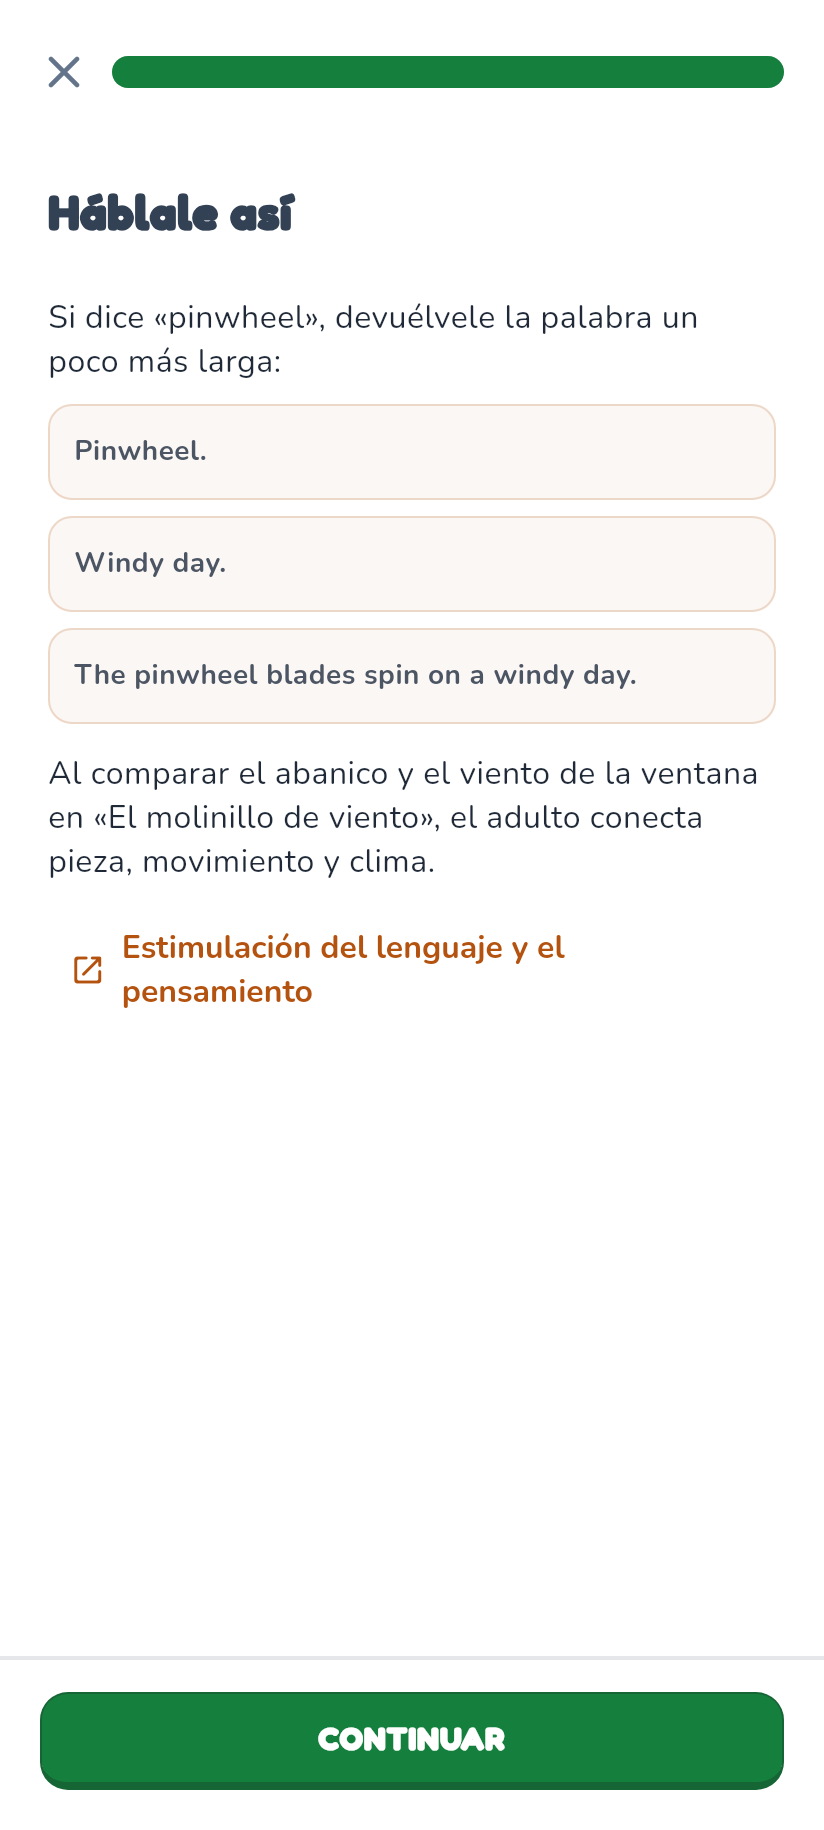 Háblale así
Si dice «pinwheel», devuélvele la palabra un
poco más larga:
Pinwheel.
Windy day.
The pinwheel blades spin on a windy day.
Al comparar el abanico y el viento de la ventana
en «El molinillo de viento», el adulto conecta
pieza, movimiento y clima.
Estimulación del lenguaje y el
pensamiento
CONTINUAR